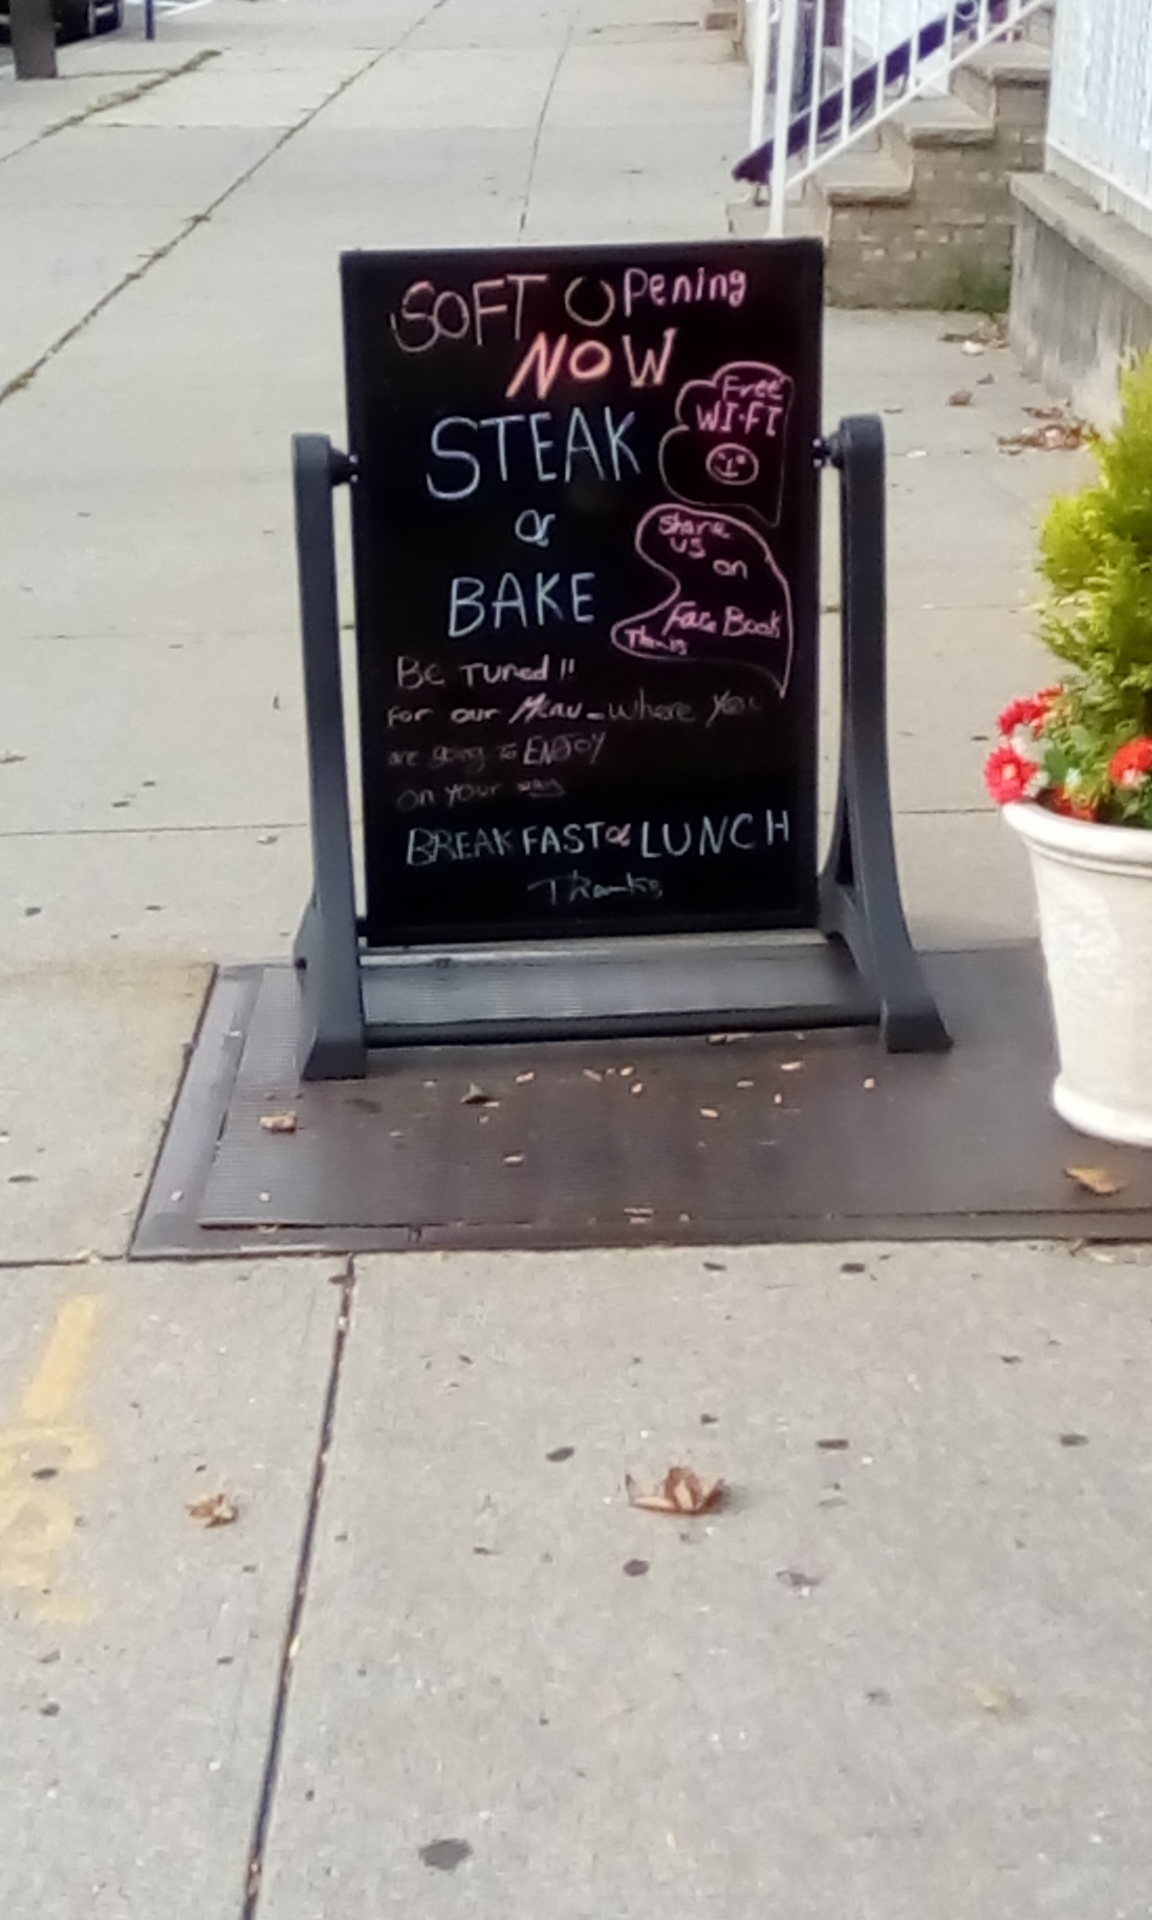 SOFT Opening
NOW
STEAK
&
BAKE
Free
WI-FI
Share
us
on
Face Book
Thanks
Be Tuned !!
For our Menu - Where You
are going to ENJOY
on your way
BREAKFAST & LUNCH
Thanks